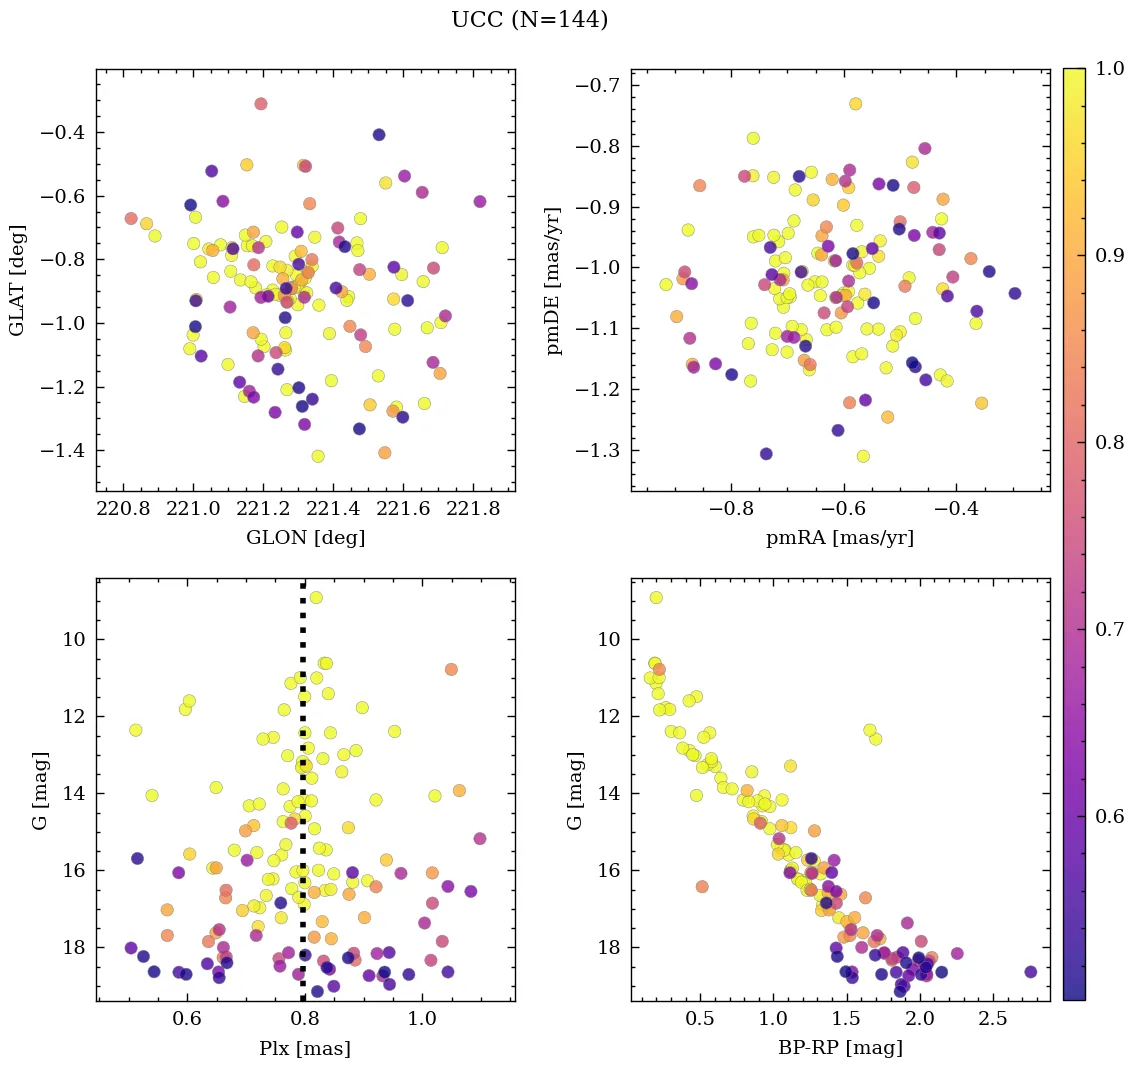 UCC (N=144)
−0.4
−0.6
−0.8
−1.0
−1.2
−1.4
GLAT [deg]
220.8 221.0 221.2 221.4 221.6 221.8
GLON [deg]
−0.7
−0.8
−0.9
−1.0
−1.1
−1.2
−1.3
pmDE [mas/yr]
−0.8 −0.6 −0.4
pmRA [mas/yr]
1.0
0.9
0.8
0.7
0.6
10
12
14
16
18
G [mag]
0.6 0.8 1.0
Plx [mas]
10
12
14
16
18
G [mag]
0.5 1.0 1.5 2.0 2.5
BP-RP [mag]